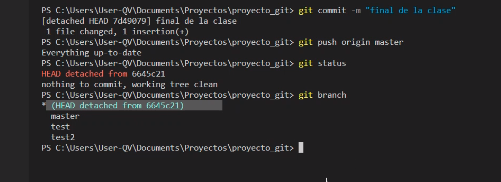 PS C:\Users\User-QV\Documents\Proyectos\proyecto_git> git commit -m "final de la clase"
[detached HEAD 7d49079] final de la clase
1 file changed, 1 insertion(+)
PS C:\Users\User-QV\Documents\Proyectos\proyecto_git> git push origin master
Everything up-to-date
PS C:\Users\User-QV\Documents\Proyectos\proyecto_git> git status
HEAD detached from 6645c21
nothing to commit, working tree clean
PS C:\Users\User-QV\Documents\Proyectos\proyecto_git> git branch
* (HEAD detached from 6645c21)
master
test
test2
PS C:\Users\User-QV\Documents\Proyectos\proyecto_git>